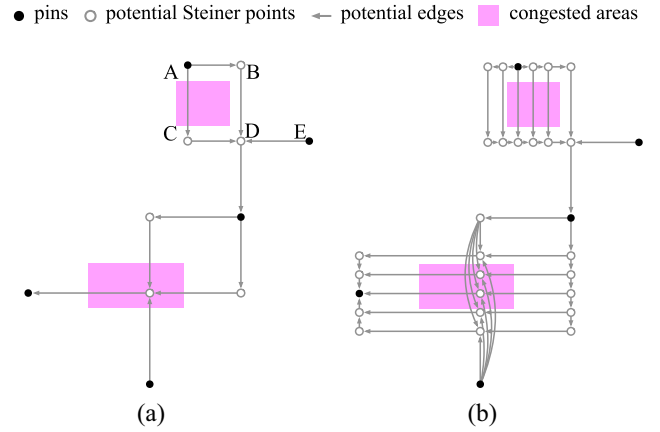 pins potential Steiner points potential edges congested areas
A B
C D E
(a) (b)